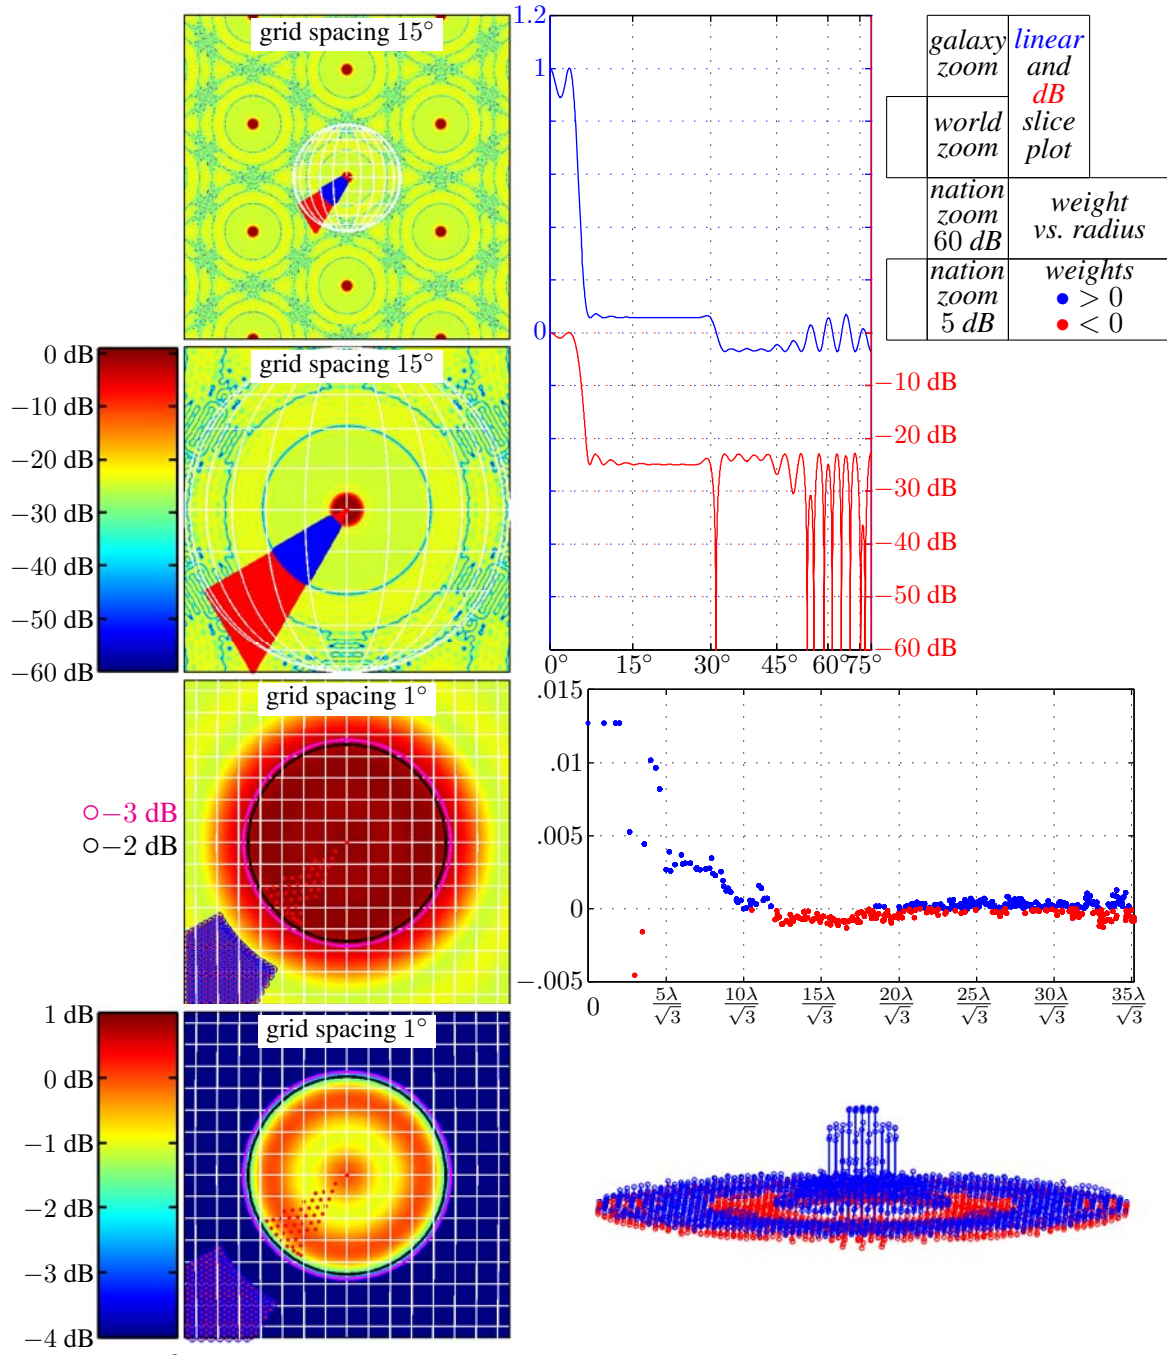 grid spacing 15°
1.2
1
0
−10 dB
−20 dB
−30 dB
−40 dB
−50 dB
−60 dB
0° 15° 30° 45° 60° 75°
galaxy zoom
linear and dB slice plot
world zoom
nation zoom 60 dB
weight vs. radius
nation zoom 5 dB
weights
> 0
< 0
grid spacing 15°
0 dB
−10 dB
−20 dB
−30 dB
−40 dB
−50 dB
−60 dB
grid spacing 1°
−3 dB
−2 dB
.015
.01
.005
0
−.005
0 5λ/√3 10λ/√3 15λ/√3 20λ/√3 25λ/√3 30λ/√3 35λ/√3
grid spacing 1°
1 dB
0 dB
−1 dB
−2 dB
−3 dB
−4 dB